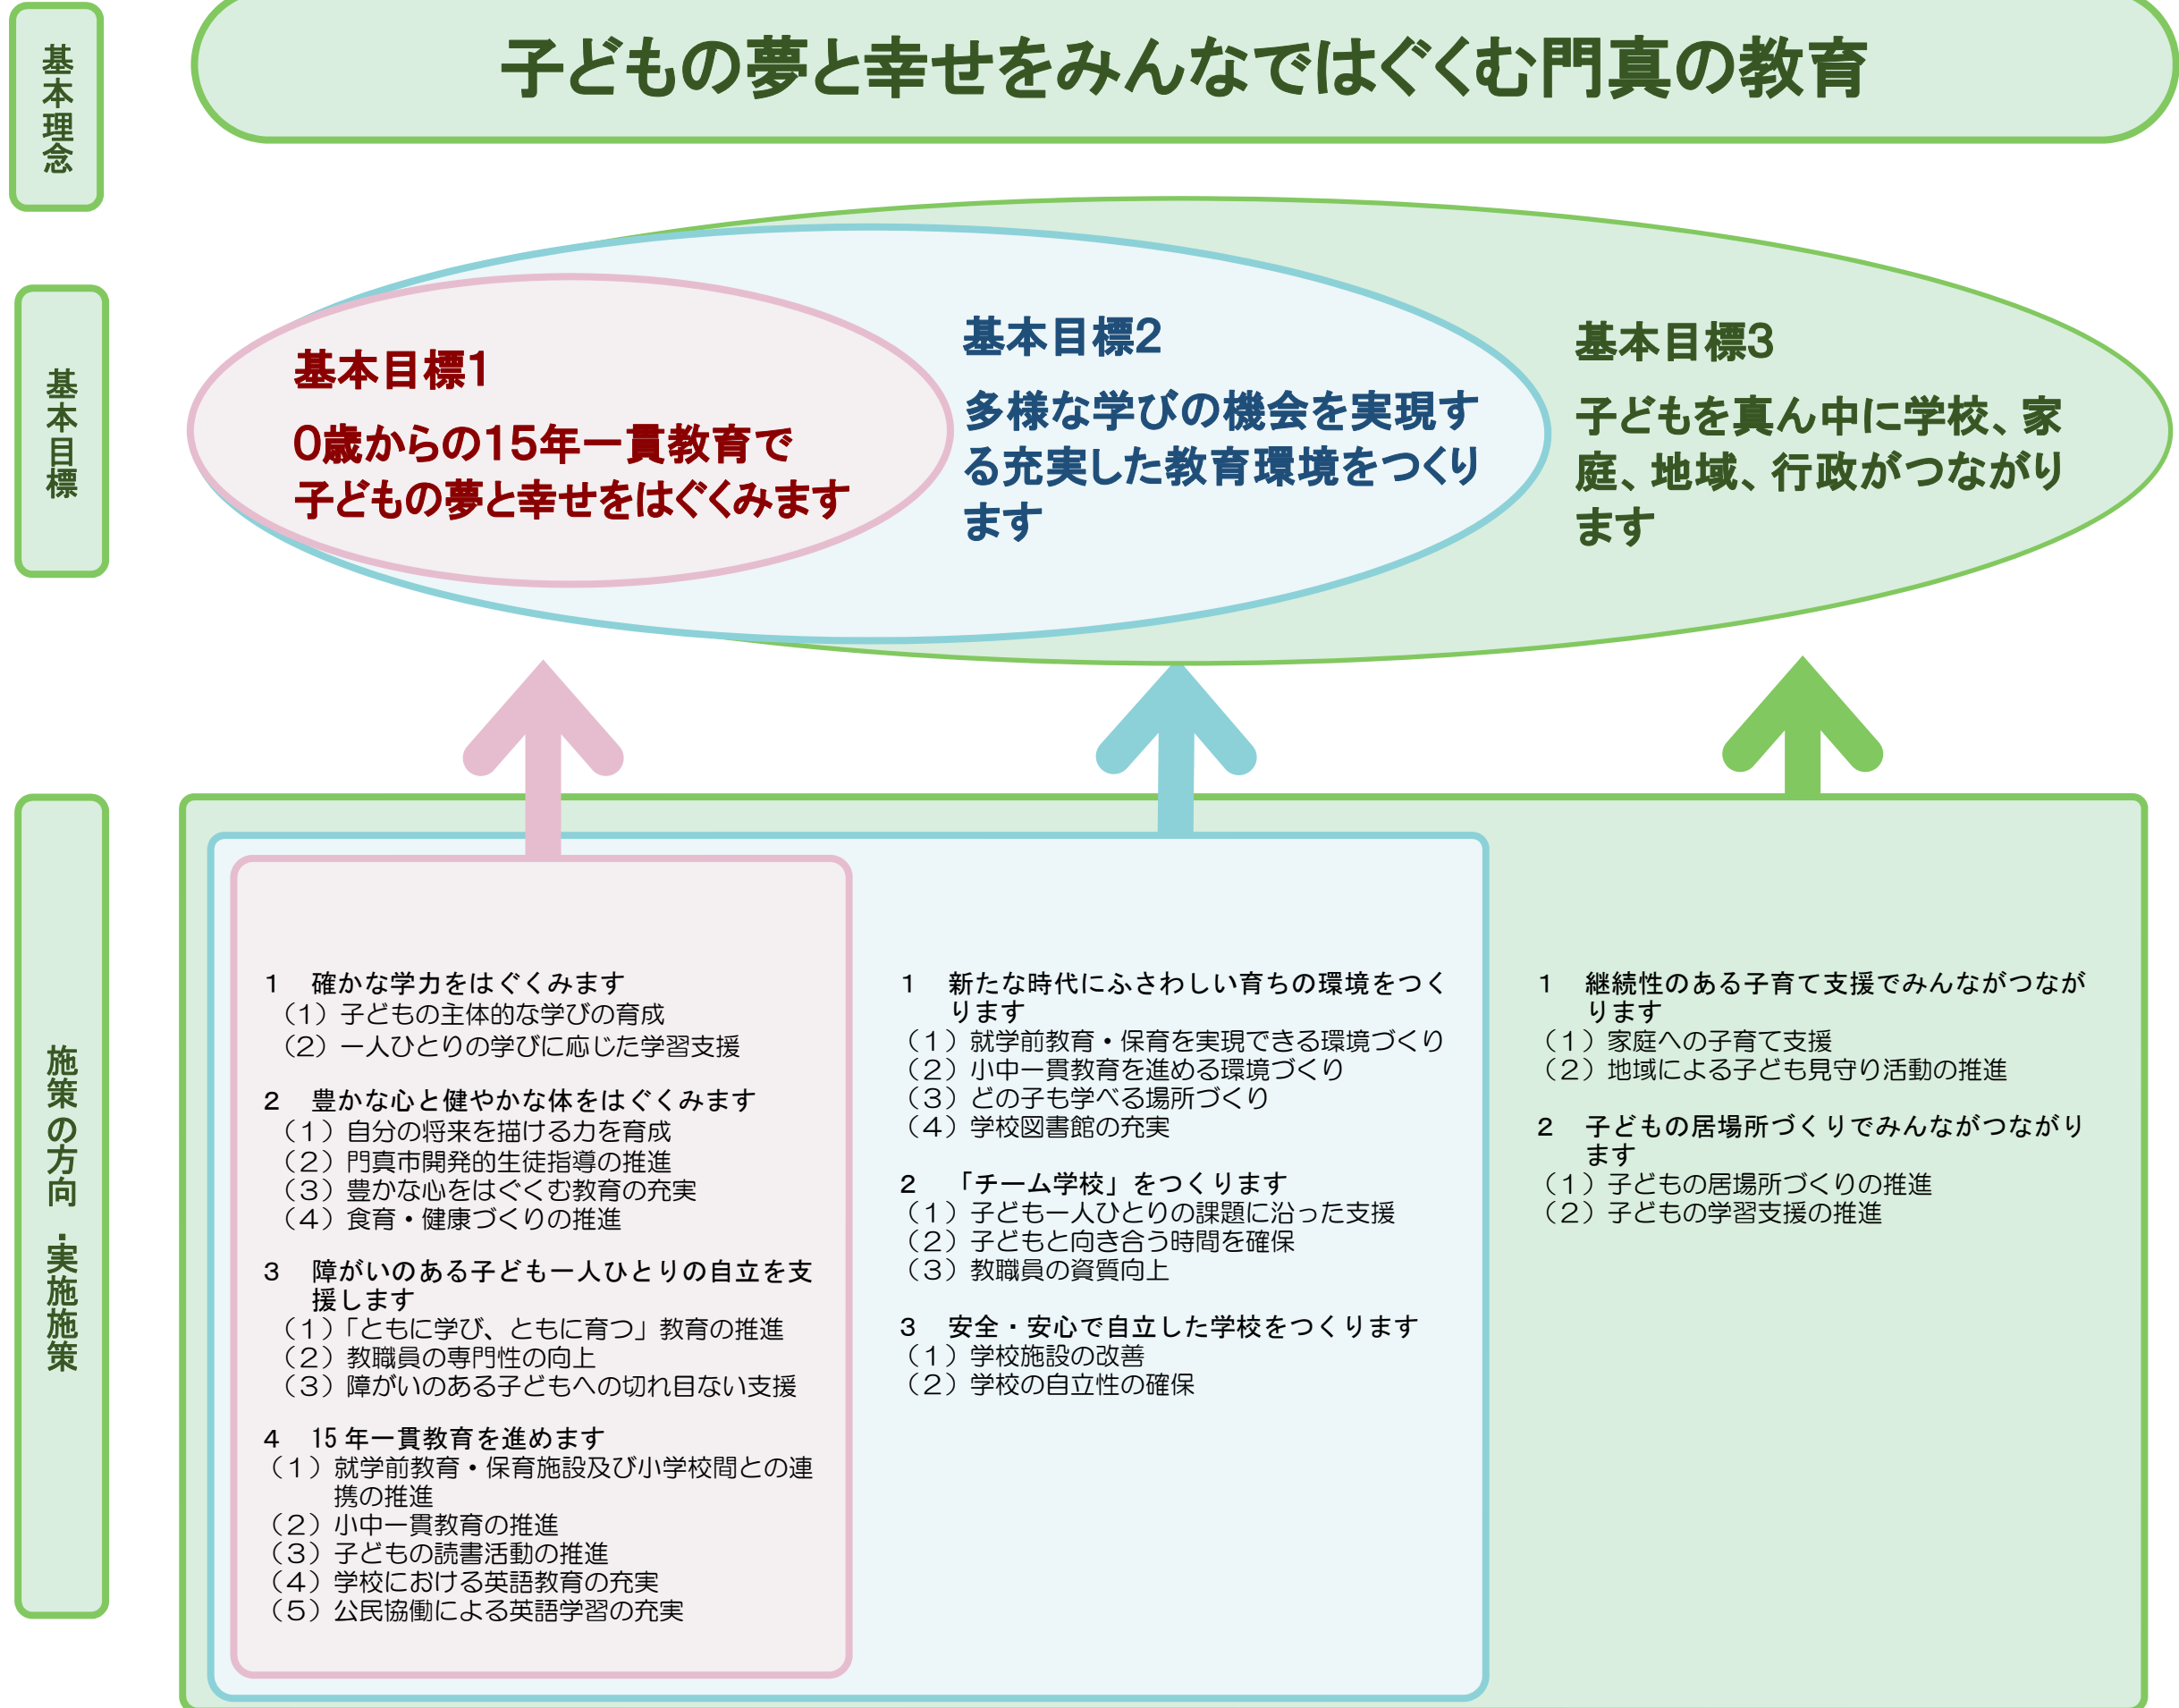 基本理念
子どもの夢と幸せをみんなではぐくむ門真の教育
基本目標
基本目標1
0歳からの15年一貫教育で
子どもの夢と幸せをはぐくみます
基本目標2
多様な学びの機会を実現す
る充実した教育環境をつくり
ます
基本目標3
子どもを真ん中に学校、家
庭、地域、行政がつながり
ます
施策の方向・実施施策
1　確かな学力をはぐくみます
（1）子どもの主体的な学びの育成
（2）一人ひとりの学びに応じた学習支援
2　豊かな心と健やかな体をはぐくみます
（1）自分の将来を描ける力を育成
（2）門真市開発的生徒指導の推進
（3）豊かな心をはぐくむ教育の充実
（4）食育・健康づくりの推進
3　障がいのある子ども一人ひとりの自立を支
援します
（1）「ともに学び、ともに育つ」教育の推進
（2）教職員の専門性の向上
（3）障がいのある子どもへの切れ目ない支援
4　15 年一貫教育を進めます
（1）就学前教育・保育施設及び小学校間との連
携の推進
（2）小中一貫教育の推進
（3）子どもの読書活動の推進
（4）学校における英語教育の充実
（5）公民協働による英語学習の充実
1　新たな時代にふさわしい育ちの環境をつく
ります
（1）就学前教育・保育を実現できる環境づくり
（2）小中一貫教育を進める環境づくり
（3）どの子も学べる場所づくり
（4）学校図書館の充実
2　「チーム学校」をつくります
（1）子ども一人ひとりの課題に沿った支援
（2）子どもと向き合う時間を確保
（3）教職員の資質向上
3　安全・安心で自立した学校をつくります
（1）学校施設の改善
（2）学校の自立性の確保
1　継続性のある子育て支援でみんながつなが
ります
（1）家庭への子育て支援
（2）地域による子ども見守り活動の推進
2　子どもの居場所づくりでみんながつながり
ます
（1）子どもの居場所づくりの推進
（2）子どもの学習支援の推進